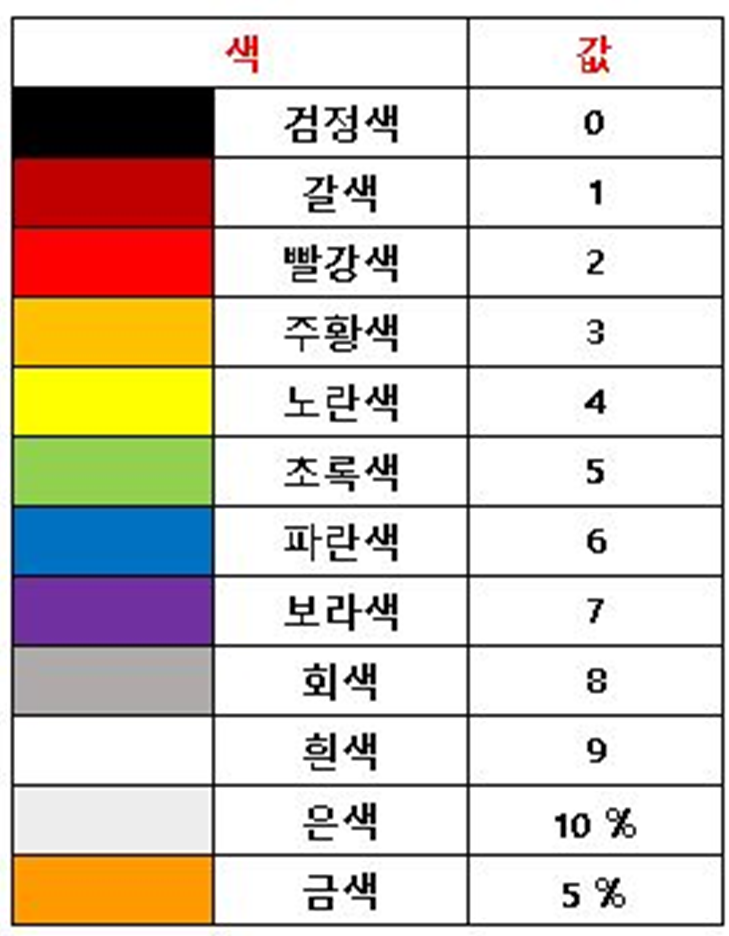 색 값
검정색 0
갈색 1
빨강색 2
주황색 3
노란색 4
초록색 5
파란색 6
보라색 7
회색 8
흰색 9
은색 10 %
금색 5 %